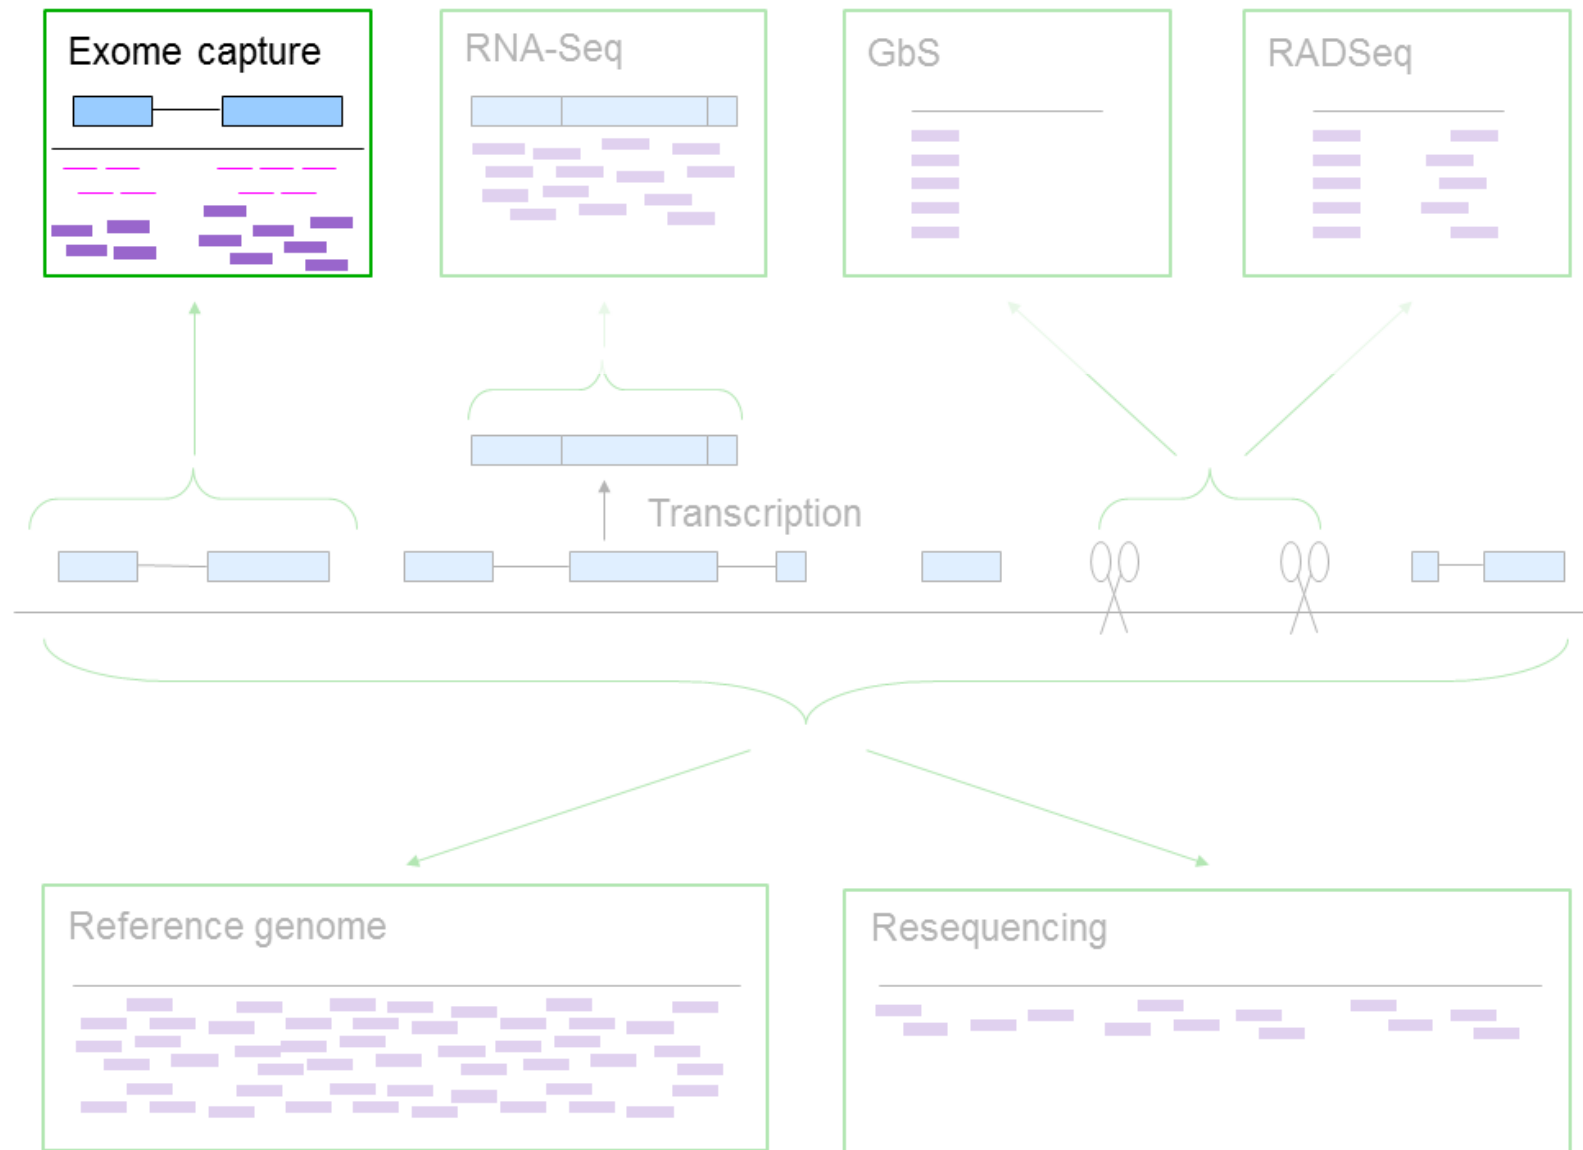 Exome capture
RNA-Seq
GbS
RADSeq
Transcription
Reference genome
Resequencing